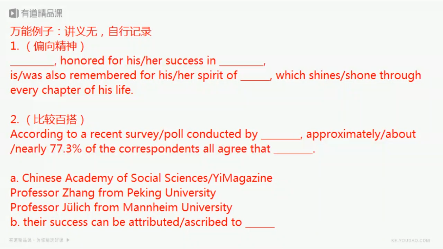 有道精品课
万能例子：讲义无，自行记录
1.（偏向精神）
_________, honored for his/her success in _________,
is/was also remembered for his/her spirit of ______, which shines/shone through
every chapter of his life.
2.（比较百搭）
According to a recent survey/poll conducted by ________, approximately/about
/nearly 77.3% of the correspondents all agree that ________.
a. Chinese Academy of Social Sciences/YiMagazine
Professor Zhang from Peking University
Professor Jülich from Mannheim University
b. their success can be attributed/ascribed to ______